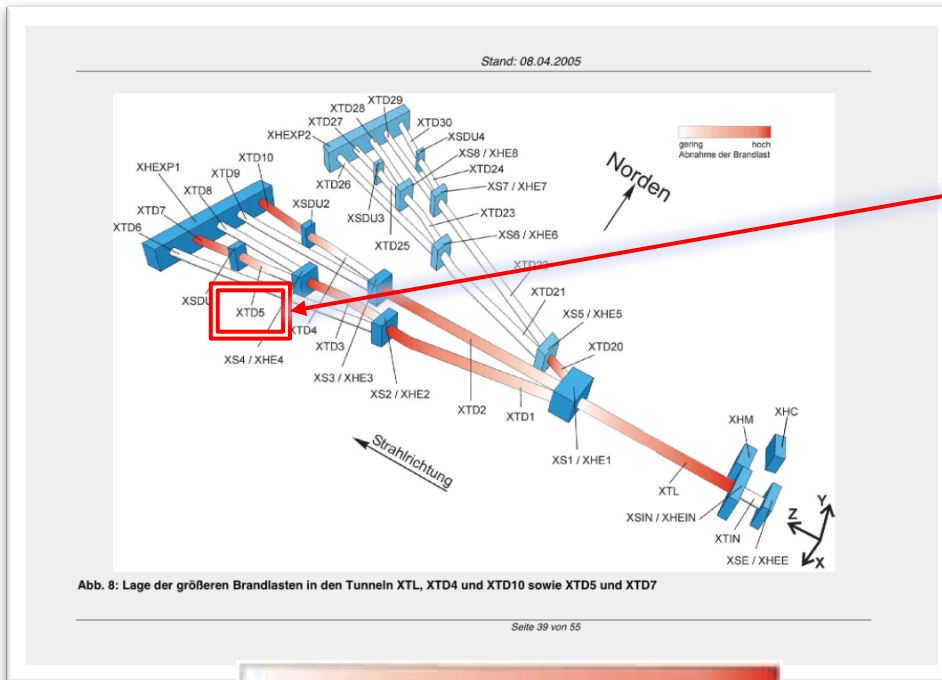 Stand: 08.04.2005
XTD29
XTD28
XTD27
XTD30
XHEXP2
XSDU4
XTD10
XS8 / XHE8
XTD9
XTD24
XHEXP1
XTD8
XTD26
XS7 / XHE7
XTD7
XSDU2
XSDU3
XTD23
XTD6
XTD25
XS6 / XHE6
gering hoch
Abnahme der Brandlast
Norden
XTD21
XTD5
XTD4
XS5 / XHE5
XTD3
XTD20
XS4 / XHE4
XS3 / XHE3
XS2 / XHE2
XTD2
XTD1
XHM
XHC
Strahlrichtung
XS1 / XHE1
XTL
XSIN / XHEIN
XTIN
XSE / XHEE
Y
Z
X
Abb. 8: Lage der größeren Brandlasten in den Tunneln XTL, XTD4 und XTD10 sowie XTD5 und XTD7
Seite 39 von 55